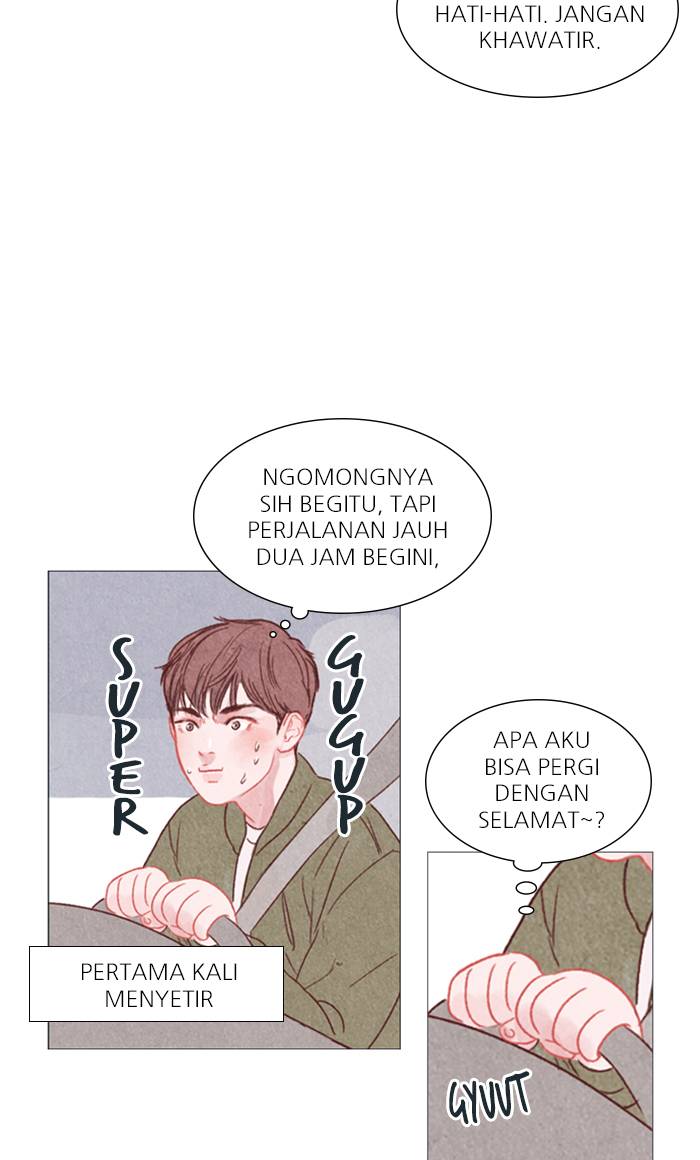 HATI-HATI. JANGAN
KHAWATIR.
NGOMONGNYA
SIH BEGITU, TAPI
PERJALANAN JAUH
DUA JAM BEGINI,
SUPER
GUGUP
PERTAMA KALI
MENYETIR
APA AKU
BISA PERGI
DENGAN
SELAMAT~?
GYUUT